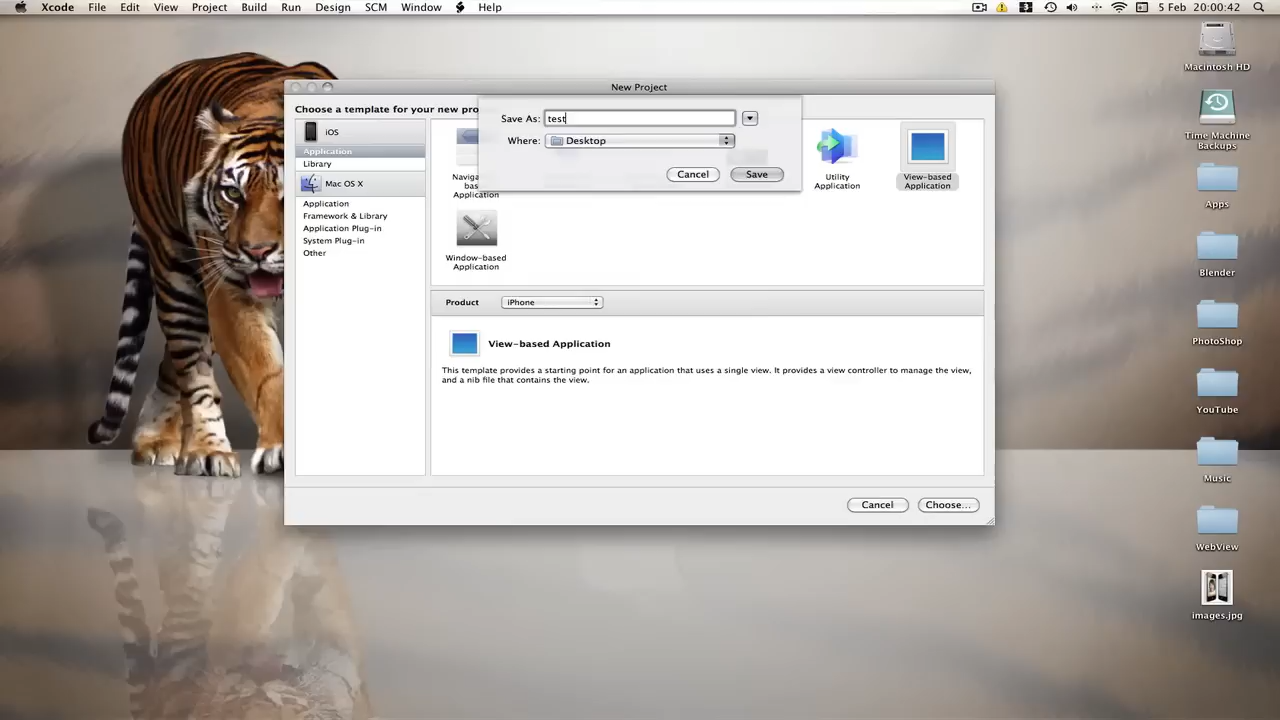 Xcode File Edit View Project Build Run Design SCM Window Help 5 Feb 20:00:42
New Project
Choose a template for your new pro
Save As: test
Where: Desktop
Cancel Save
iOS
Application
Library
Mac OS X
Application
Framework & Library
Application Plug-in
System Plug-in
Other
Naviga
bas
Application
Utility
Application
View-based
Application
Window-based
Application
Product iPhone
View-based Application
This template provides a starting point for an application that uses a single view. It provides a view controller to manage the view,
and a nib file that contains the view.
Cancel Choose...
Macintosh HD
Time Machine
Backups
Apps
Blender
PhotoShop
YouTube
Music
WebView
images.jpg